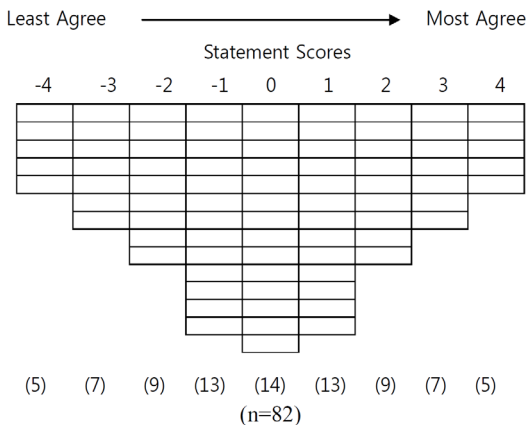 Least Agree Most Agree
Statement Scores
-4 -3 -2 -1 0 1 2 3 4
(5) (7) (9) (13) (14) (13) (9) (7) (5)
(n=82)